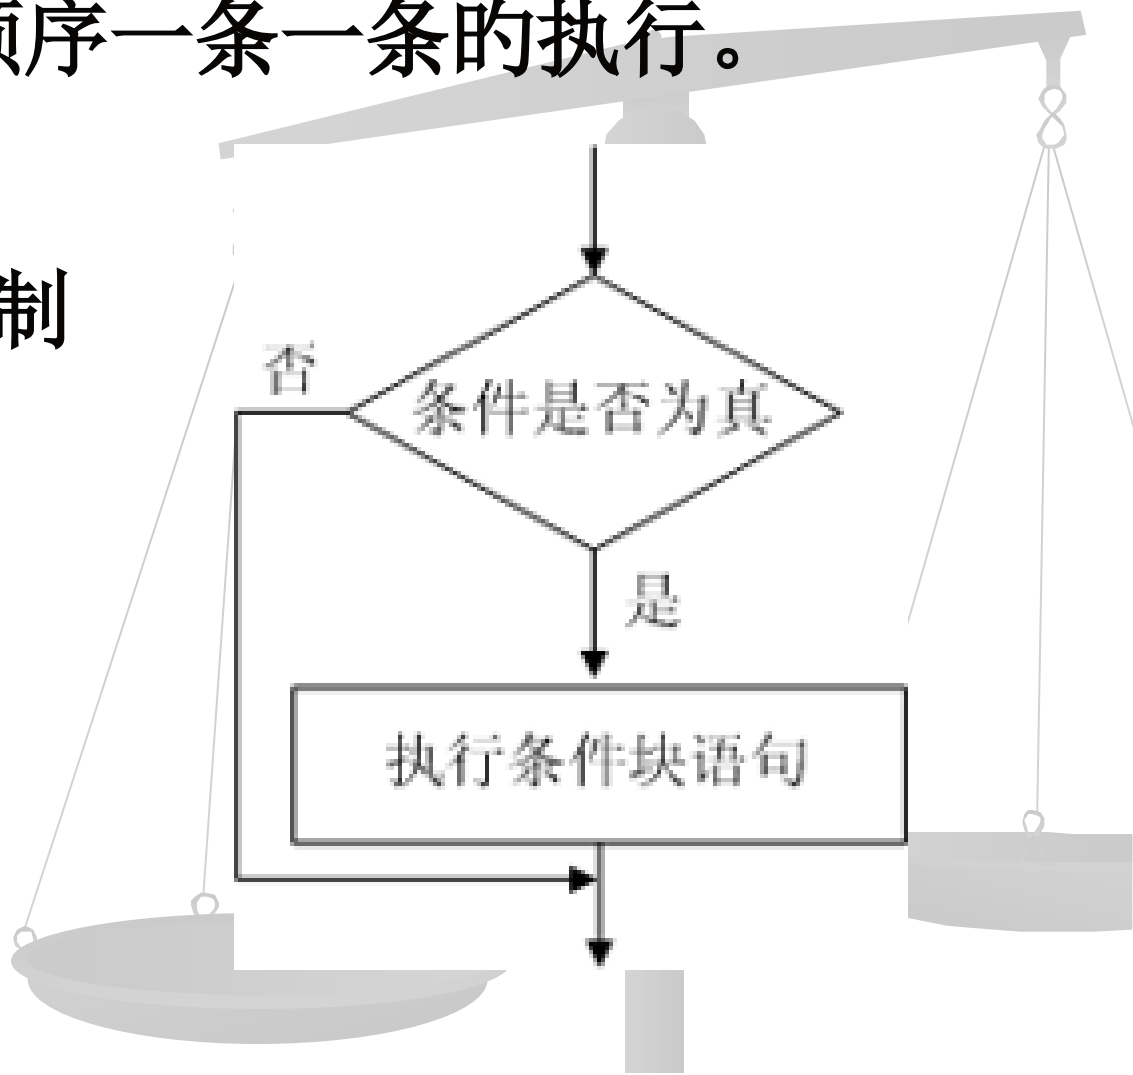 顺序一条一条旳执行。
制
否
条件是否为真
是
执行条件块语句